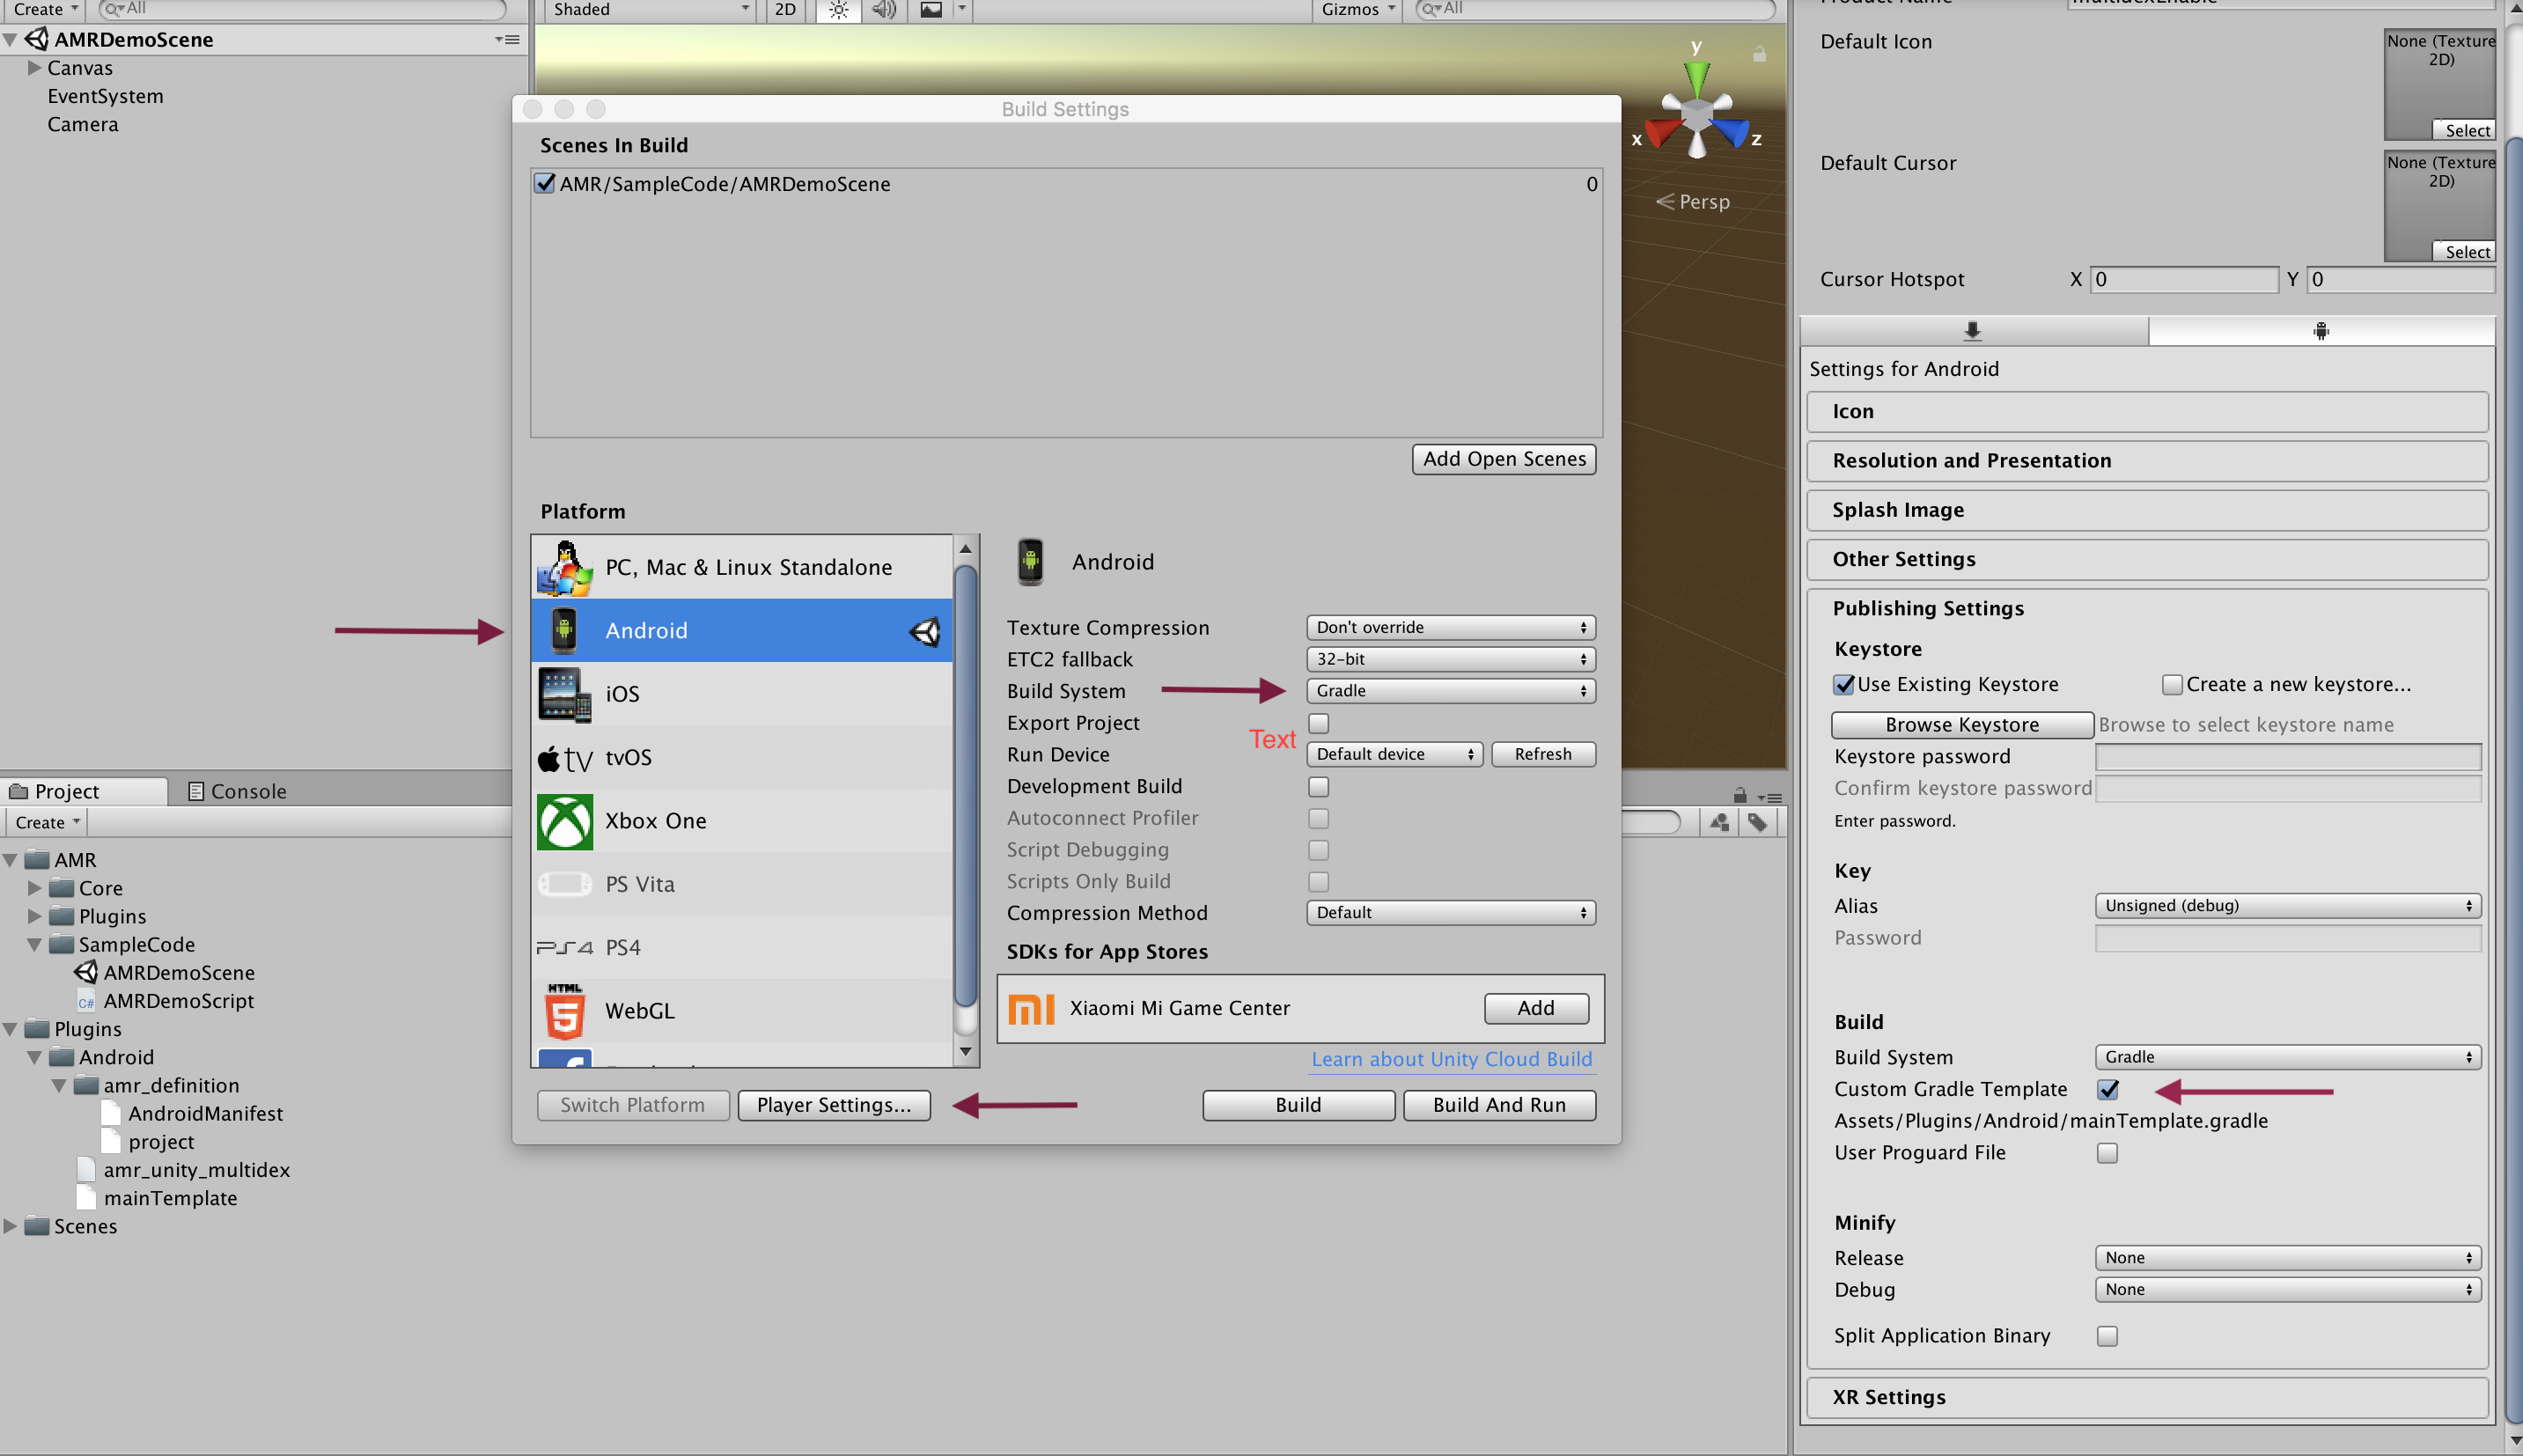 Create
All
AMRDemoScene
Canvas
EventSystem
Camera
Shaded
2D
Gizmos
All
y
x
z
Persp
Build Settings
Scenes In Build
AMR/SampleCode/AMRDemoScene 0
Add Open Scenes
Platform
PC, Mac & Linux Standalone
Android
iOS
tv tvOS
Xbox One
PS Vita
PS4 PS4
HTML
5 WebGL
Android
Texture Compression Don't override
ETC2 fallback 32-bit
Build System Gradle
Export Project
Text
Run Device Default device Refresh
Development Build
Autoconnect Profiler
Script Debugging
Scripts Only Build
Compression Method Default
SDKs for App Stores
Xiaomi Mi Game Center Add
Learn about Unity Cloud Build
Switch Platform Player Settings... Build Build And Run
Project Console
Create
AMR
Core
Plugins
SampleCode
AMRDemoScene
C# AMRDemoScript
Plugins
Android
amr_definition
AndroidManifest
project
amr_unity_multidex
mainTemplate
Scenes
Product Name multidexEnable
Default Icon None (Texture
2D)
Select
Default Cursor None (Texture
2D)
Select
Cursor Hotspot X 0 Y 0
Settings for Android
Icon
Resolution and Presentation
Splash Image
Other Settings
Publishing Settings
Keystore
Use Existing Keystore Create a new keystore...
Browse Keystore Browse to select keystore name
Keystore password
Confirm keystore password
Enter password.
Key
Alias Unsigned (debug)
Password
Build
Build System Gradle
Custom Gradle Template
Assets/Plugins/Android/mainTemplate.gradle
User Proguard File
Minify
Release None
Debug None
Split Application Binary
XR Settings